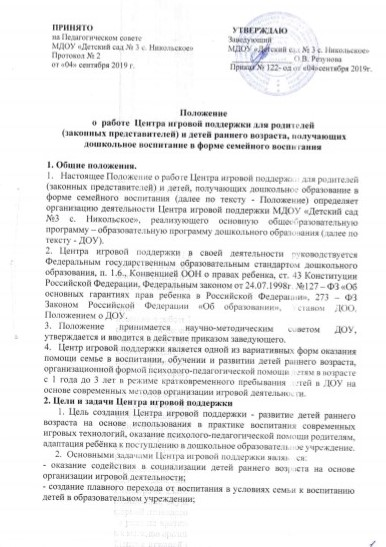 ПРИНЯТО
на Педагогическом совете
МДОУ «Детский сад № 3 с. Никольское»
Протокол № 2
от «04» сентября 2019 г.
УТВЕРЖДАЮ
Заведующий
МДОУ «Детский сад № 3 с. Никольское»
О.В. Резунова
Приказ № 122- од от «04»сентября 2019г.
Положение
о работе Центра игровой поддержки для родителей
(законных представителей) и детей раннего возраста, получающих
дошкольное воспитание в форме семейного воспитания
1. Общие положения.
1. Настоящее Положение о работе Центра игровой поддержки для родителей
(законных представителей) и детей, получающих дошкольное образование в
форме семейного воспитания (далее по тексту - Положение) определяет
организацию деятельности Центра игровой поддержки МДОУ «Детский сад
№3 с. Никольское», реализующего основную общеобразовательную
программу – образовательную программу дошкольного образования (далее по
тексту - ДОУ).
2. Центр игровой поддержки в своей деятельности руководствуется
Федеральным государственным образовательным стандартом дошкольного
образования, п. 1.6., Конвенцией ООН о правах ребенка, ст. 43 Конституции
Российской Федерации, Федеральным законом от 24.07.1998г. №127 – ФЗ «Об
основных гарантиях прав ребенка в Российской Федерации», 273 – ФЗ
Законом Российской Федерации «Об образовании», Уставом ДОО,
Положением о ДОУ.
3. Положение принимается научно-методическим советом ДОУ,
утверждается и вводится в действие приказом заведующего.
4. Центр игровой поддержки является одной из вариативных форм оказания
помощи семье в воспитании, обучении и развитии детей раннего возраста,
организационной формой психолого-педагогической помощи детям в возрасте
с 1 года до 3 лет в режиме кратковременного пребывания детей в ДОУ на
основе современных методов организации игровой деятельности.
2. Цели и задачи Центра игровой поддержки
1. Цель создания Центра игровой поддержки - развитие детей раннего
возраста на основе использования в практике воспитания современных
игровых технологий, оказание психолого-педагогической помощи родителям,
адаптация ребёнка к поступлению в дошкольное образовательное учреждение.
2. Основными задачами Центра игровой поддержки являются:
- оказание содействия в социализации детей раннего возраста на основе
организации игровой деятельности;
- создание плавного перехода от воспитания в условиях семьи к воспитанию
детей в образовательном учреждении;